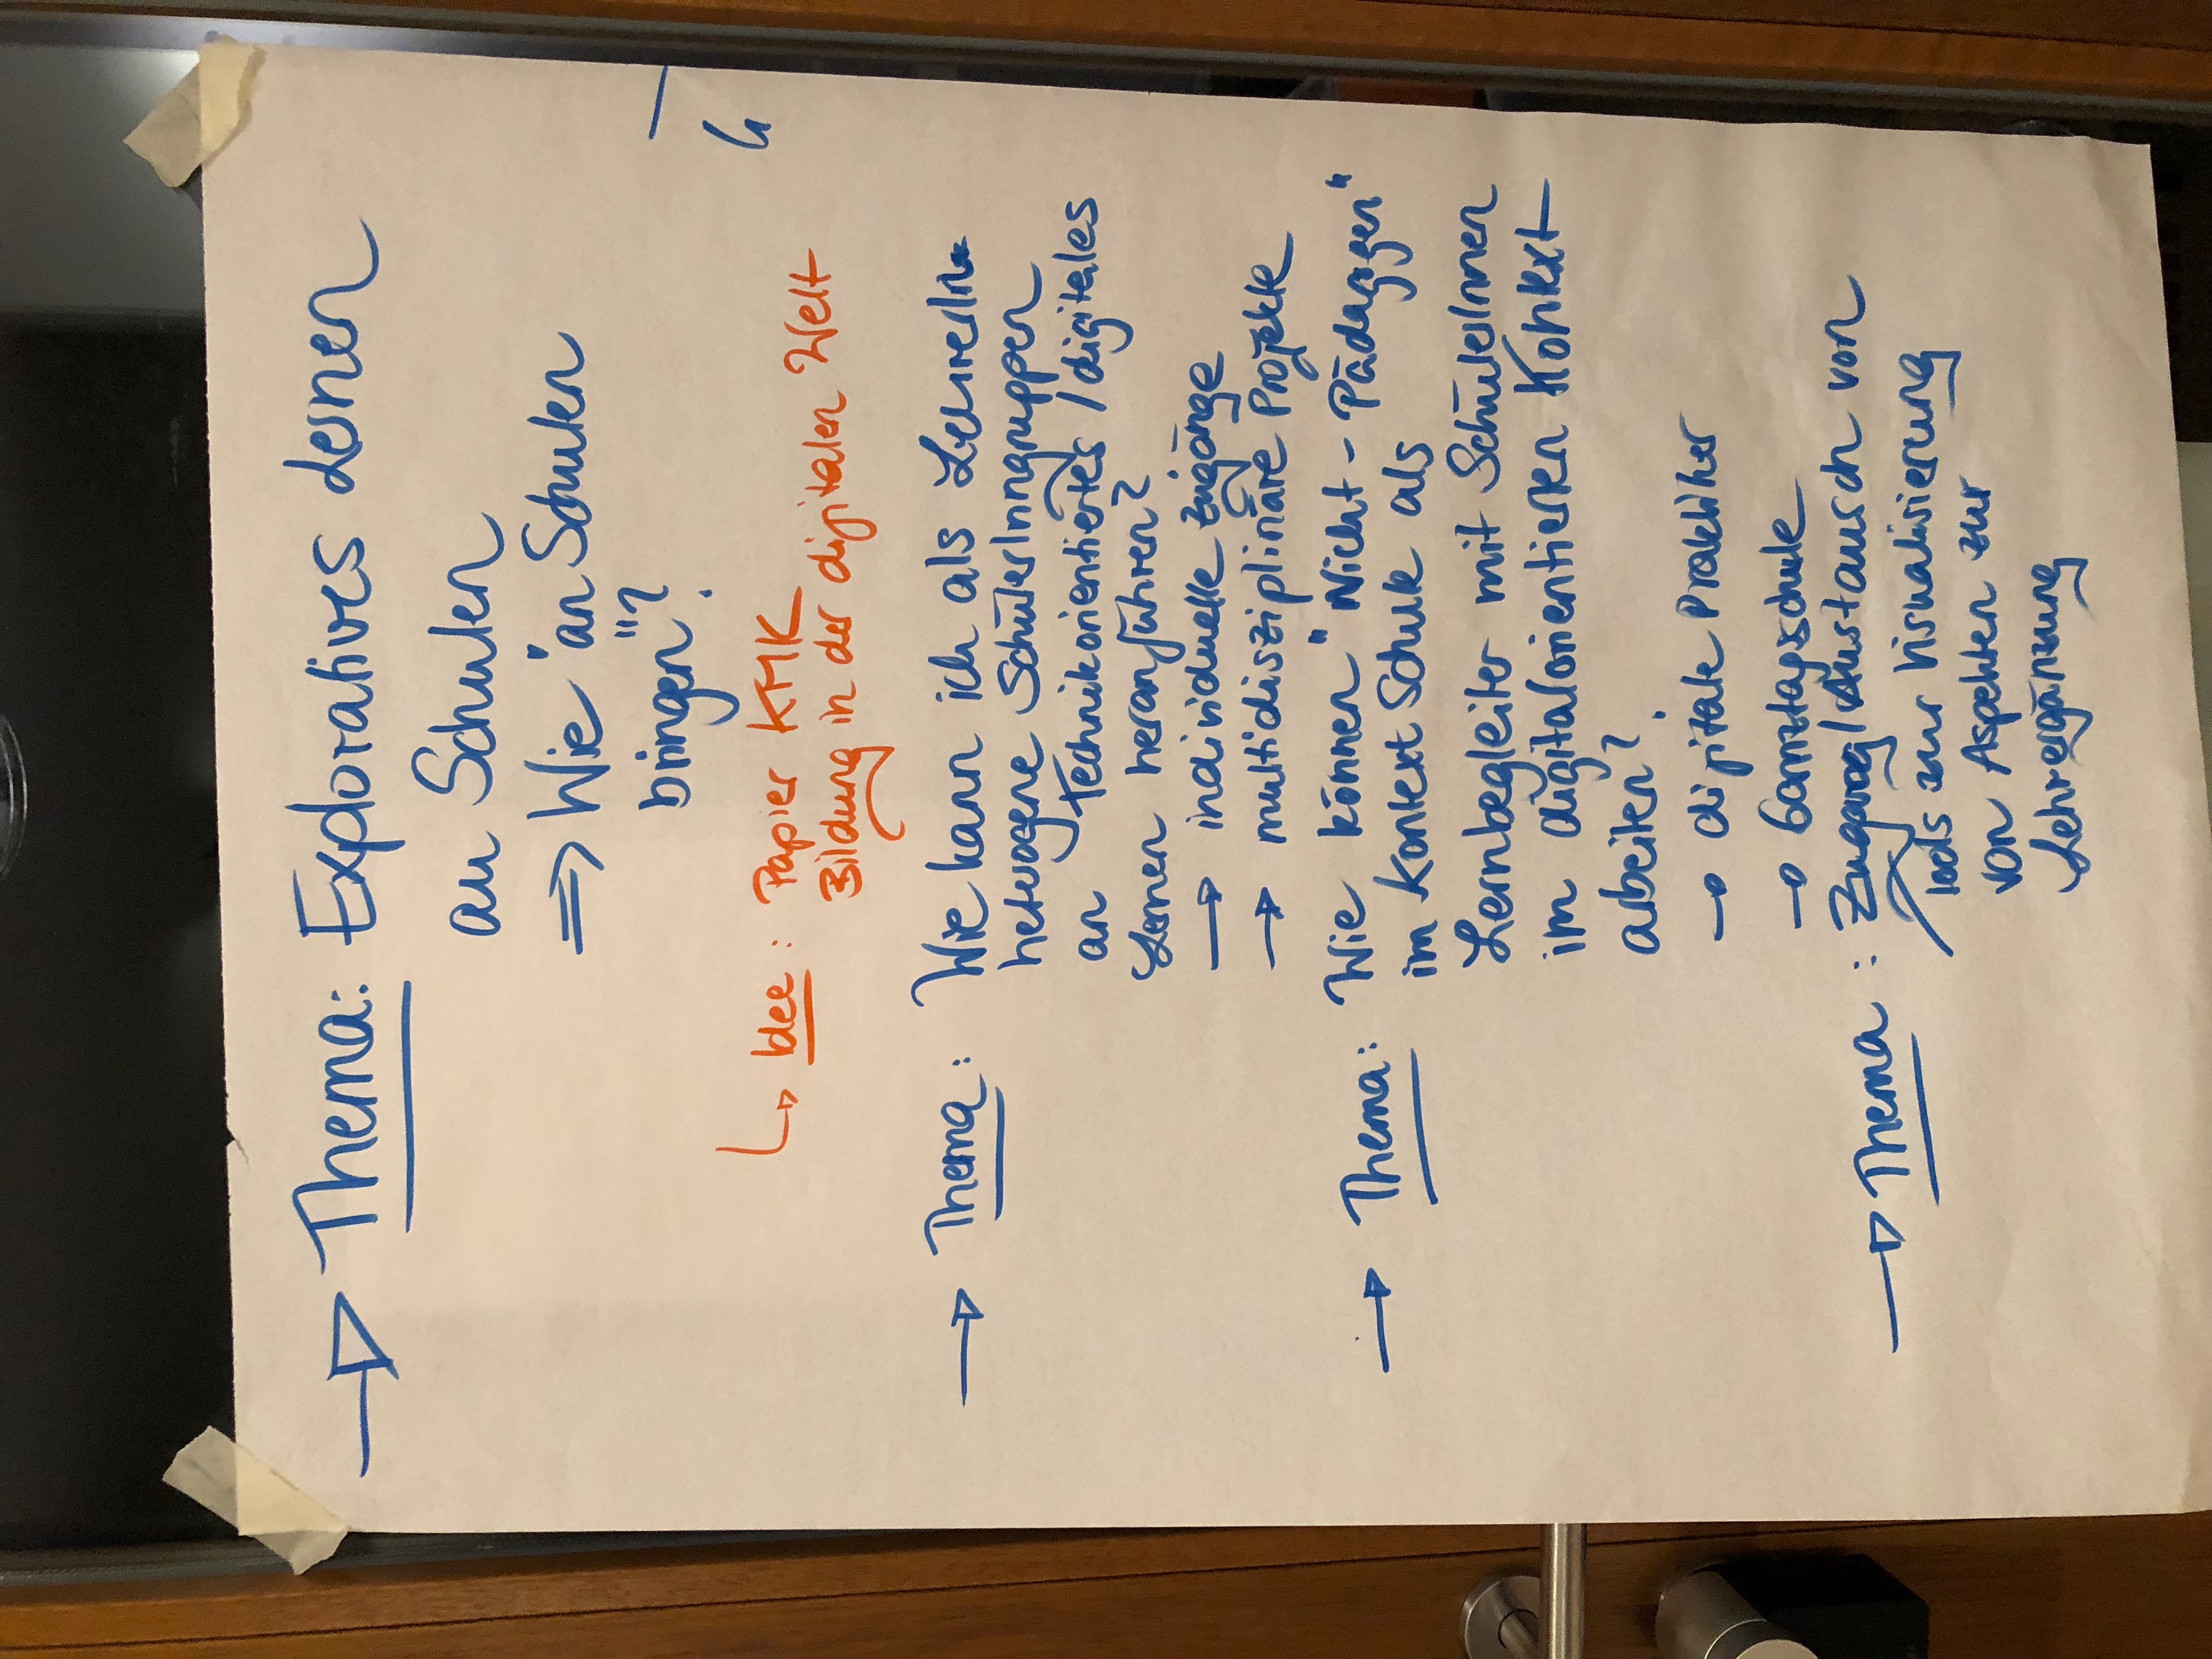 → Thema: Exploratives Lernen
an Schulen
⇒ Wie "an Schulen
bringen"?
↳ Idee: Papier KMK
Bildung in der digitalen Welt
→ Thema: Wie kann ich als LehrerIn
heterogene SchülerInngruppen
an Technikorientiertes / digitales
Lernen heranführen?
→ individuelle Zugänge
→ multidisziplinäre Projekte
→ Thema: Wie können "Nicht-Pädagogen"
im Kontext Schule als
Lernbegleiter mit SchülerInnen
im digitalorientierten Kontext
arbeiten?
→ digitale Praktiker
→ Ganztagsschule
→ Thema: Zugang/Austausch von
Tools zur Visualisierung
von Aspekten zur
Lehrergänzung